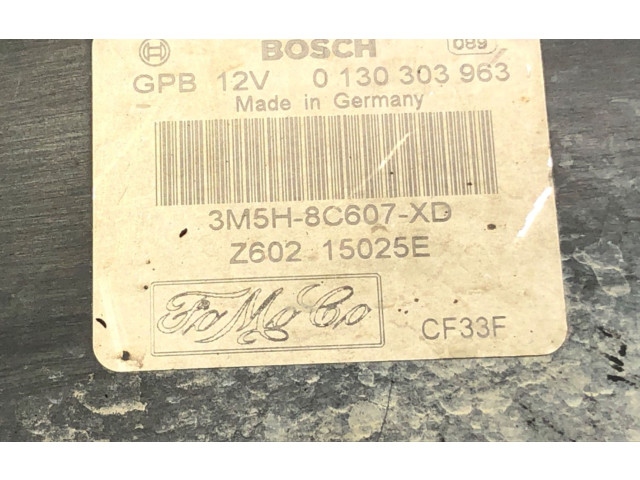 BOSCH 089
GPB 12V 0 130 303 963
Made in Germany
3M5H-8C607-XD
Z602 15025E
FoMoCo
CF33F